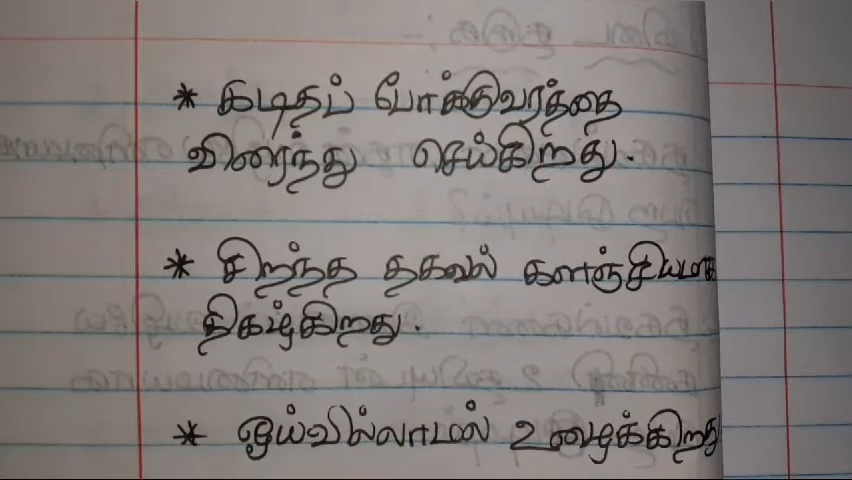 * கடிதப் போக்குவரத்தை
விரைந்து செய்கிறது.
* சிறந்த தகவல் களஞ்சியமாக
திகழ்கிறது.
* ஓய்வில்லாமல் உழைக்கிறது